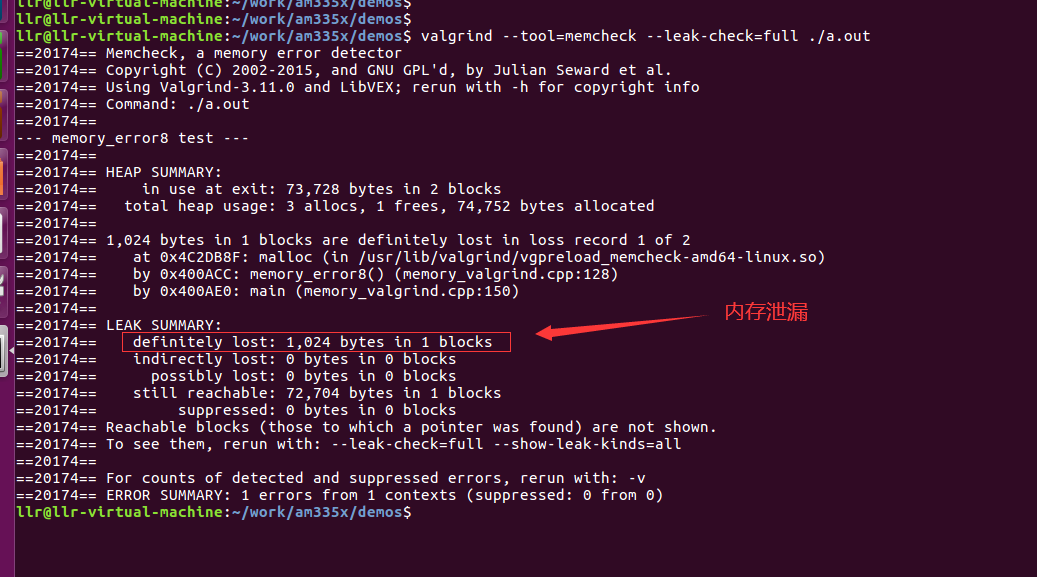 llr@llr-virtual-machine:~/work/am335x/demos$
llr@llr-virtual-machine:~/work/am335x/demos$
llr@llr-virtual-machine:~/work/am335x/demos$ valgrind --tool=memcheck --leak-check=full ./a.out
==20174== Memcheck, a memory error detector
==20174== Copyright (C) 2002-2015, and GNU GPL'd, by Julian Seward et al.
==20174== Using Valgrind-3.11.0 and LibVEX; rerun with -h for copyright info
==20174== Command: ./a.out
==20174==
--- memory_error8 test ---
==20174==
==20174== HEAP SUMMARY:
==20174==     in use at exit: 73,728 bytes in 2 blocks
==20174==   total heap usage: 3 allocs, 1 frees, 74,752 bytes allocated
==20174==
==20174== 1,024 bytes in 1 blocks are definitely lost in loss record 1 of 2
==20174==    at 0x4C2DB8F: malloc (in /usr/lib/valgrind/vgpreload_memcheck-amd64-linux.so)
==20174==    by 0x400ACC: memory_error8() (memory_valgrind.cpp:128)
==20174==    by 0x400AE0: main (memory_valgrind.cpp:150)
==20174==
==20174== LEAK SUMMARY:
==20174==    definitely lost: 1,024 bytes in 1 blocks
内存泄漏
==20174==    indirectly lost: 0 bytes in 0 blocks
==20174==      possibly lost: 0 bytes in 0 blocks
==20174==    still reachable: 72,704 bytes in 1 blocks
==20174==         suppressed: 0 bytes in 0 blocks
==20174== Reachable blocks (those to which a pointer was found) are not shown.
==20174== To see them, rerun with: --leak-check=full --show-leak-kinds=all
==20174==
==20174== For counts of detected and suppressed errors, rerun with: -v
==20174== ERROR SUMMARY: 1 errors from 1 contexts (suppressed: 0 from 0)
llr@llr-virtual-machine:~/work/am335x/demos$